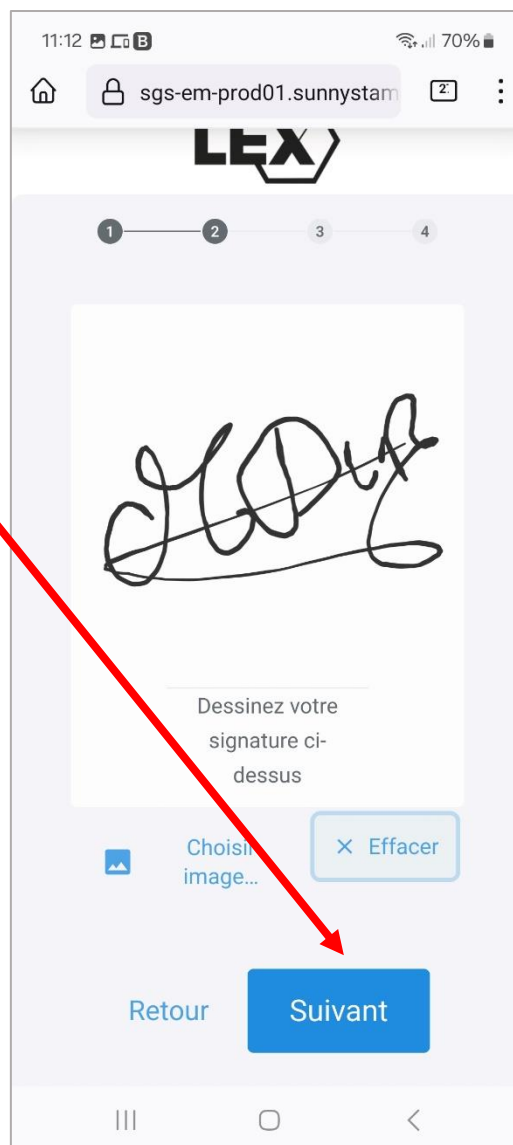 11:12 B 70%
sgs-em-prod01.sunnystam
LEX
1 2 3 4
Dessinez votre
signature ci-
dessus
Choisir
image...
Effacer
Retour Suivant